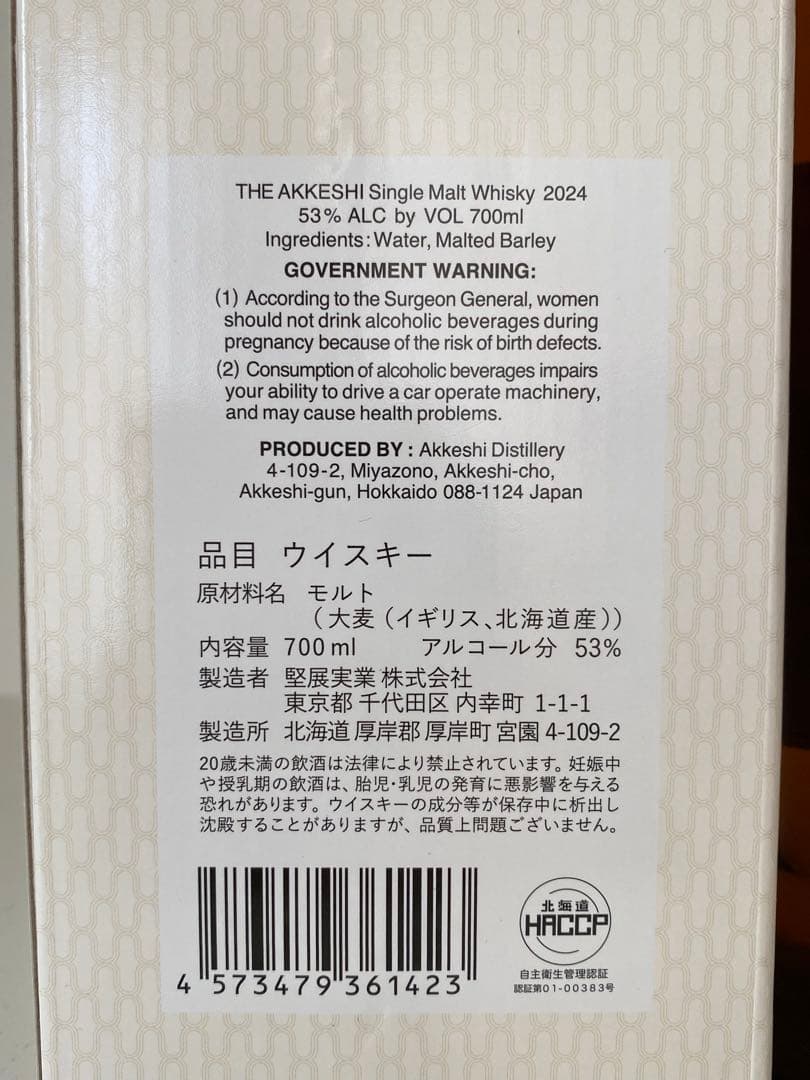 THE AKKESHI Single Malt Whisky 2024
53% ALC by VOL 700ml
Ingredients: Water, Malted Barley
GOVERNMENT WARNING:
(1) According to the Surgeon General, women
should not drink alcoholic beverages during
pregnancy because of the risk of birth defects.
(2) Consumption of alcoholic beverages impairs
your ability to drive a car operate machinery,
and may cause health problems.
PRODUCED BY : Akkeshi Distillery
4-109-2, Miyazono, Akkeshi-cho,
Akkeshi-gun, Hokkaido 088-1124 Japan
品目 ウイスキー
原材料名 モルト
(大麦(イギリス、北海道産))
内容量 700ml アルコール分 53%
製造者 堅展実業 株式会社
東京都 千代田区 内幸町 1-1-1
製造所 北海道 厚岸郡 厚岸町 宮園 4-109-2
20歳未満の飲酒は法律により禁止されています。妊娠中
や授乳期の飲酒は、胎児・乳児の発育に悪影響を与える
恐れがあります。ウイスキーの成分等が保存中に析出し
沈殿することがありますが、品質上問題ございません。
4 573479 361423
北海道
HACCP
自主衛生管理認証
認証第01-00383号